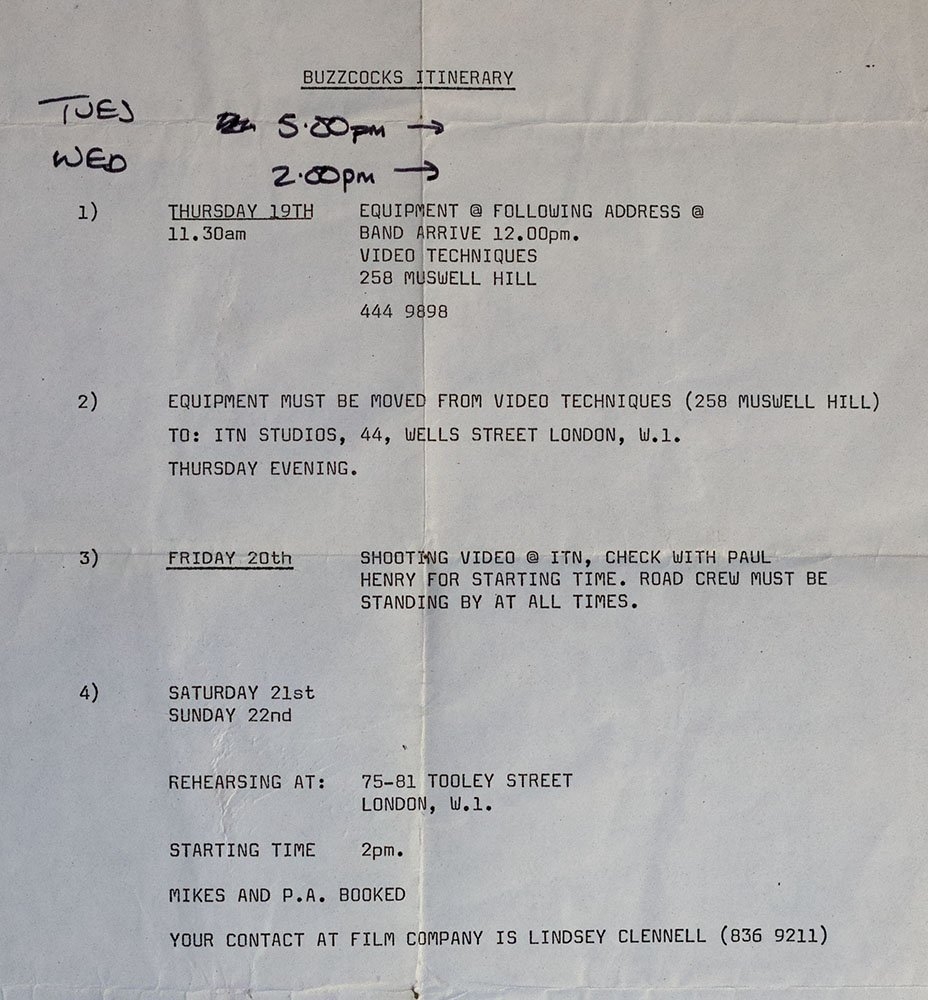 BUZZCOCKS ITINERARY
TUES 5.00pm →
WED 2.00pm →
1) THURSDAY 19TH EQUIPMENT @ FOLLOWING ADDRESS @
11.30am BAND ARRIVE 12.00pm.
VIDEO TECHNIQUES
258 MUSWELL HILL
444 9898
2) EQUIPMENT MUST BE MOVED FROM VIDEO TECHNIQUES (258 MUSWELL HILL)
TO: ITN STUDIOS, 44, WELLS STREET LONDON, W.1.
THURSDAY EVENING.
3) FRIDAY 20th SHOOTING VIDEO @ ITN, CHECK WITH PAUL
HENRY FOR STARTING TIME. ROAD CREW MUST BE
STANDING BY AT ALL TIMES.
4) SATURDAY 21st
SUNDAY 22nd
REHEARSING AT: 75-81 TOOLEY STREET
LONDON, W.1.
STARTING TIME 2pm.
MIKES AND P.A. BOOKED
YOUR CONTACT AT FILM COMPANY IS LINDSEY CLENNELL (836 9211)